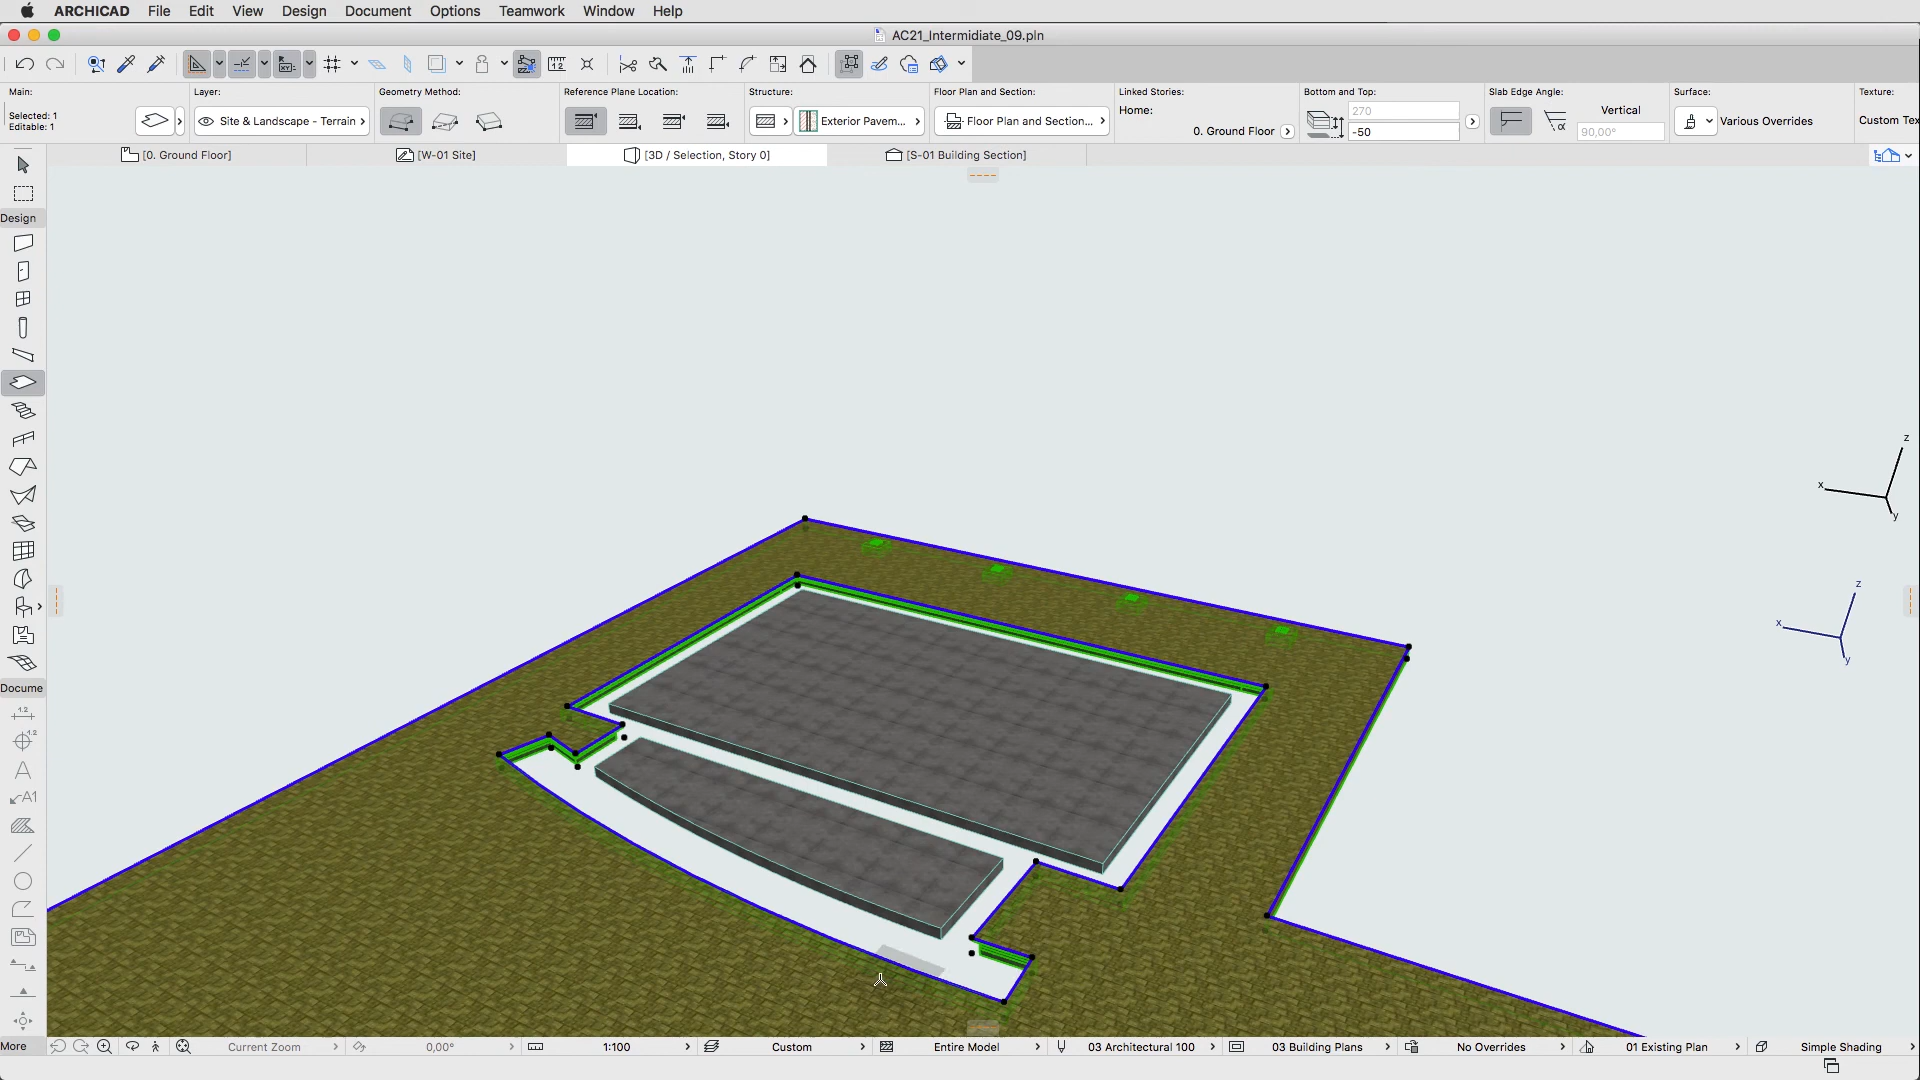 ARCHICAD File Edit View Design Document Options Teamwork Window Help
AC21_Intermidiate_09.pln
Main: Layer: Geometry Method: Reference Plane Location: Structure: Floor Plan and Section: Linked Stories: Bottom and Top: Slab Edge Angle: Surface: Texture:
Selected: 1
Editable: 1
Site & Landscape - Terrain
Exterior Pavem...
Floor Plan and Section...
Home:
0. Ground Floor
270
-50
Vertical
90,00°
Various Overrides
Custom Tex
[0. Ground Floor] [W-01 Site] [3D / Selection, Story 0] [S-01 Building Section]
Design
z
x
y
z
x
y
Docume
1.2
1.2
A
A1
More Current Zoom 0,00° 1:100 Custom Entire Model 03 Architectural 100 03 Building Plans No Overrides 01 Existing Plan Simple Shading